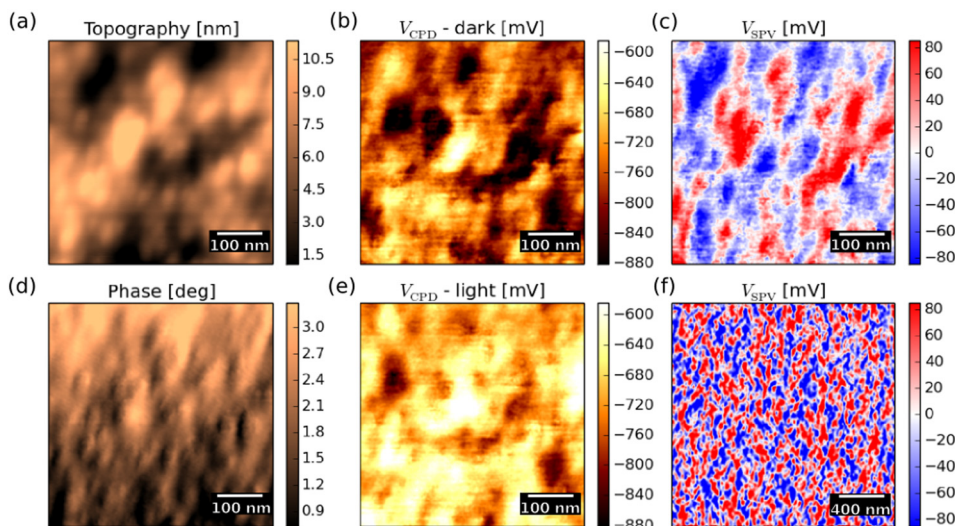 (a)
Topography [nm]
10.5
9.0
7.5
6.0
4.5
3.0
1.5
100 nm
(b)
V_CPD - dark [mV]
−600
−640
−680
−720
−760
−800
−840
−880
100 nm
(c)
V_SPV [mV]
80
60
40
20
0
−20
−40
−60
−80
100 nm
(d)
Phase [deg]
3.0
2.7
2.4
2.1
1.8
1.5
1.2
0.9
100 nm
(e)
V_CPD - light [mV]
−600
−640
−680
−720
−760
−800
−840
−880
100 nm
(f)
V_SPV [mV]
80
60
40
20
0
−20
−40
−60
−80
400 nm